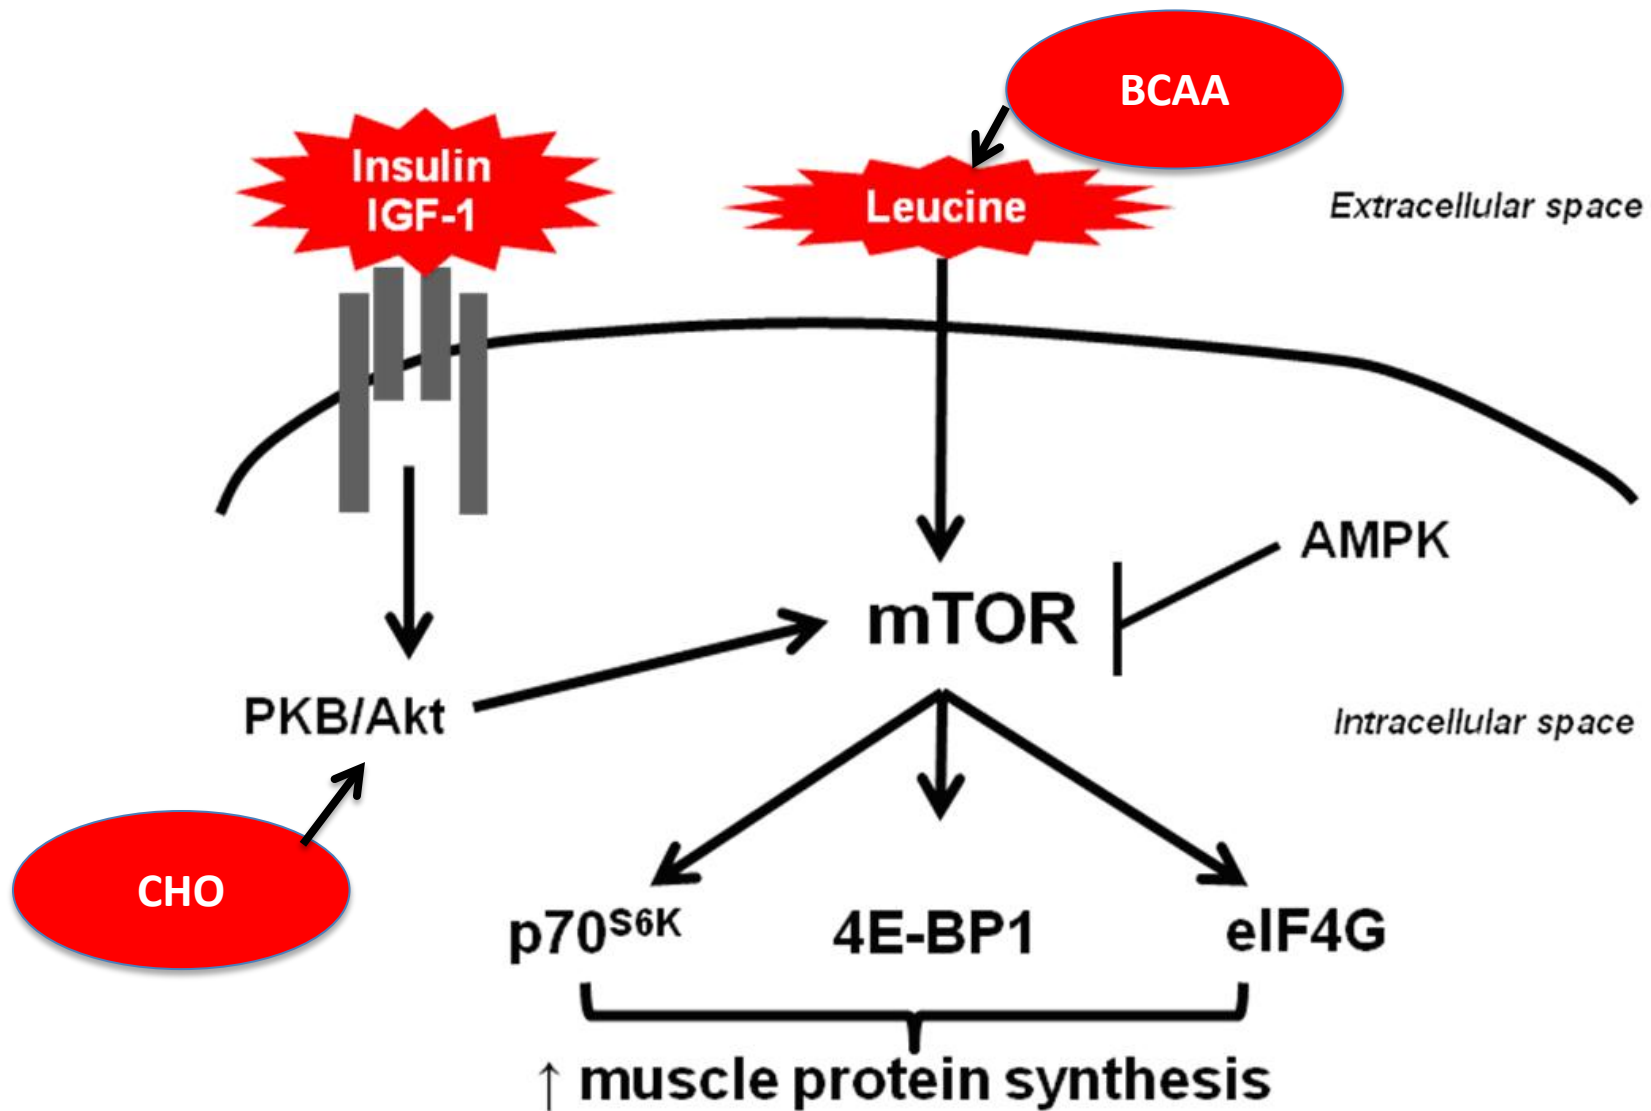 BCAA
Insulin
IGF-1
Leucine
Extracellular space
AMPK
mTOR
PKB/Akt
Intracellular space
CHO
p70S6K
4E-BP1
eIF4G
↑ muscle protein synthesis